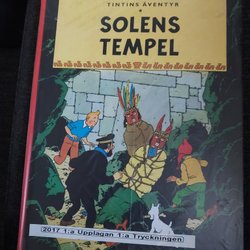 TINTINS ÄVENTYR
SOLENS
TEMPEL
2017 1:a Upplagan .1:a Tryckningen